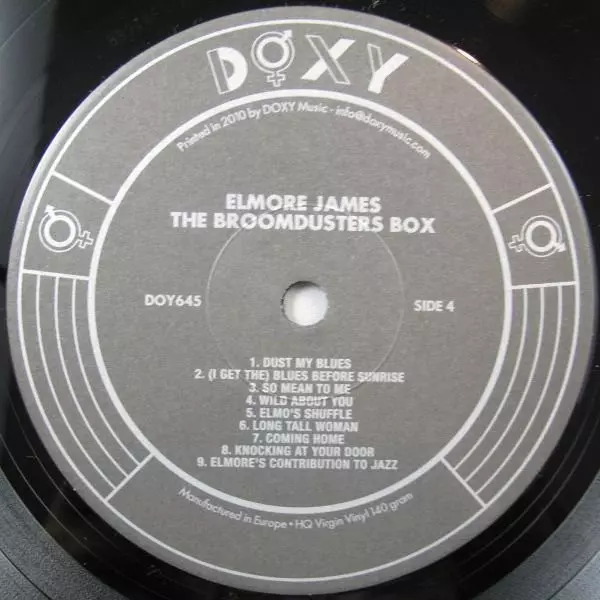 DOXY
Printed in 2010 by DOXY Music - info@doxymusic.com
ELMORE JAMES
THE BROOMDUSTERS BOX
DOY645
SIDE 4
1. DUST MY BLUES
2. (I GET THE) BLUES BEFORE SUNRISE
3. SO MEAN TO ME
4. WILD ABOUT YOU
5. ELMO'S SHUFFLE
6. LONG TALL WOMAN
7. COMING HOME
8. KNOCKING AT YOUR DOOR
9. ELMORE'S CONTRIBUTION TO JAZZ
Manufactured in Europe • HQ Virgin Vinyl 140 gram